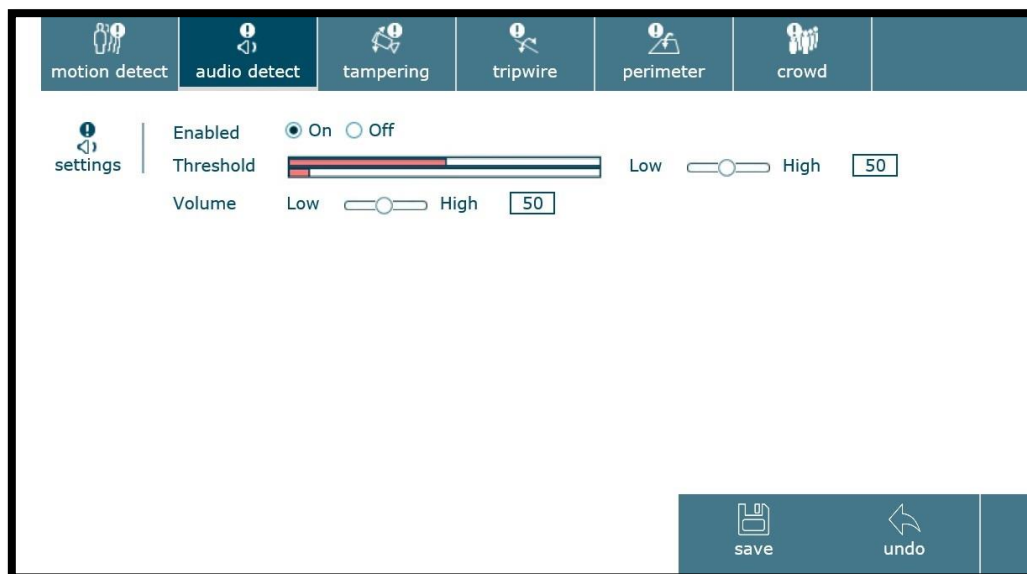 motion detect audio detect tampering tripwire perimeter crowd
settings
Enabled On Off
Threshold Low High 50
Volume Low High 50
save undo